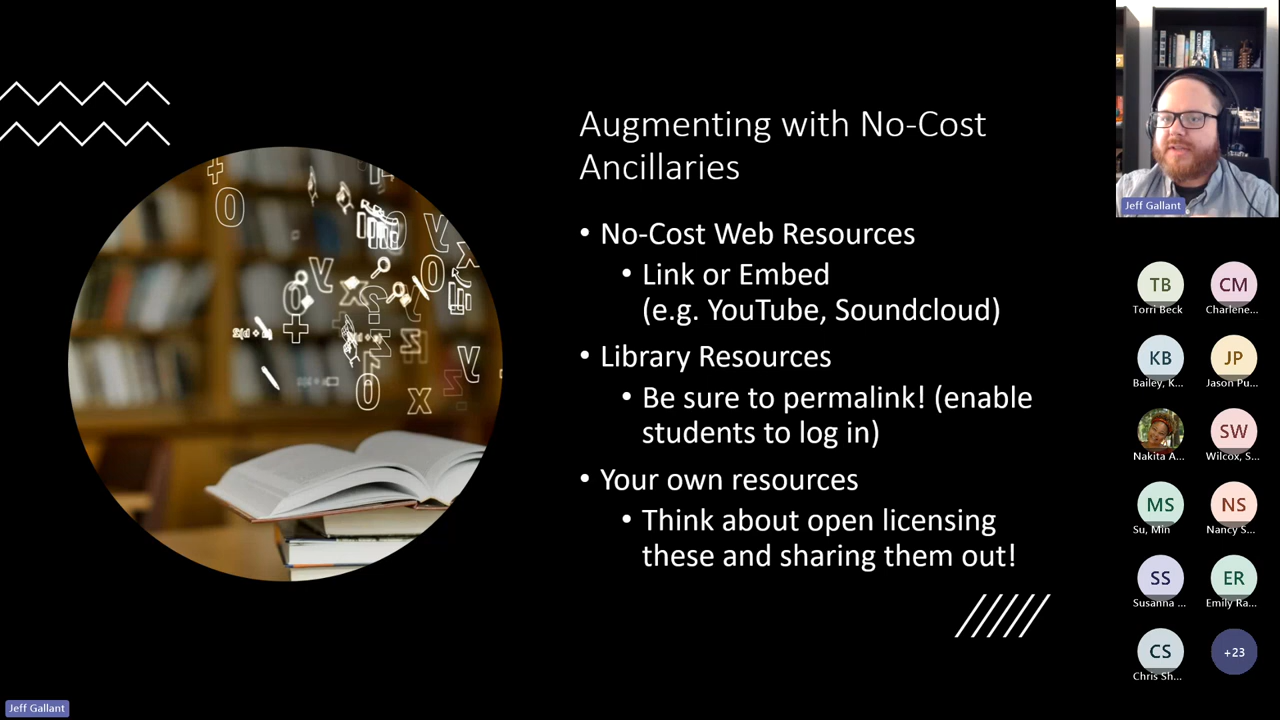 Augmenting with No-Cost
Ancillaries
• No-Cost Web Resources
• Link or Embed
(e.g. YouTube, Soundcloud)
• Library Resources
• Be sure to permalink! (enable
students to log in)
• Your own resources
• Think about open licensing
these and sharing them out!
Jeff Gallant
TB
Torri Beck
CM
Charlene...
KB
Bailey, K...
JP
Jason Pu...
Nakita A...
SW
Wilcox, S...
MS
Su, Min
NS
Nancy S...
SS
Susanna ...
ER
Emily Ra...
CS
Chris Sh...
+23
Jeff Gallant